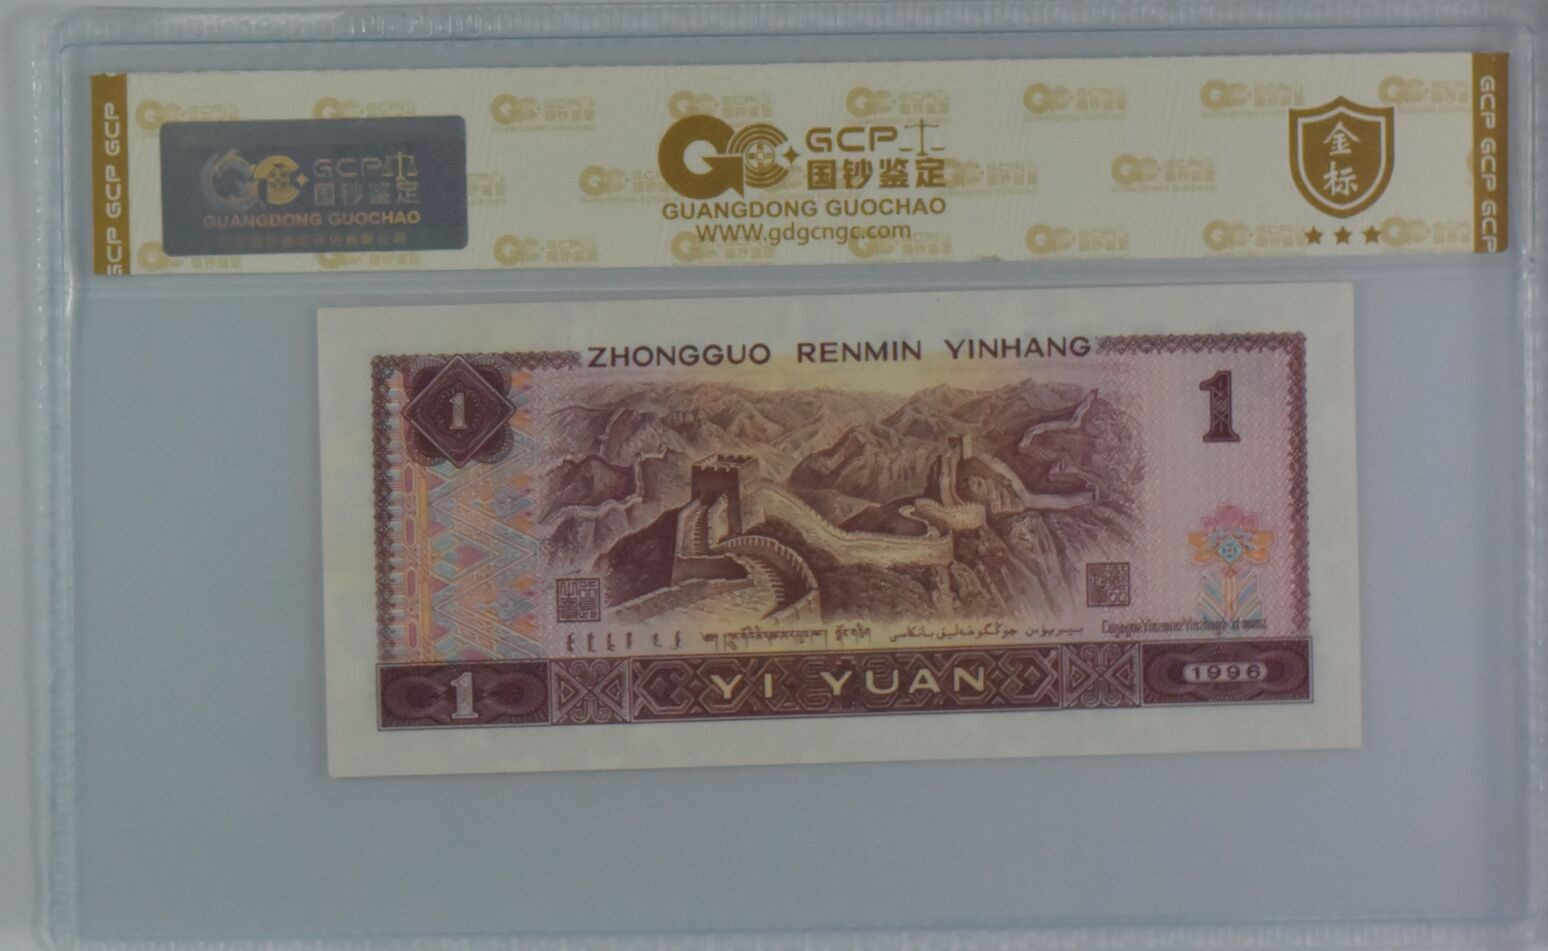 GCP GCP GCP
GCP
国钞鉴定
GUANGDONG GUOCHAO
GCP
国钞鉴定
GUANGDONG GUOCHAO
WWW.gdgcngc.com
金
标
GCP GCP GCP GCP
ZHONGGUO RENMIN YINHANG
1
1
1
YI YUAN
1996